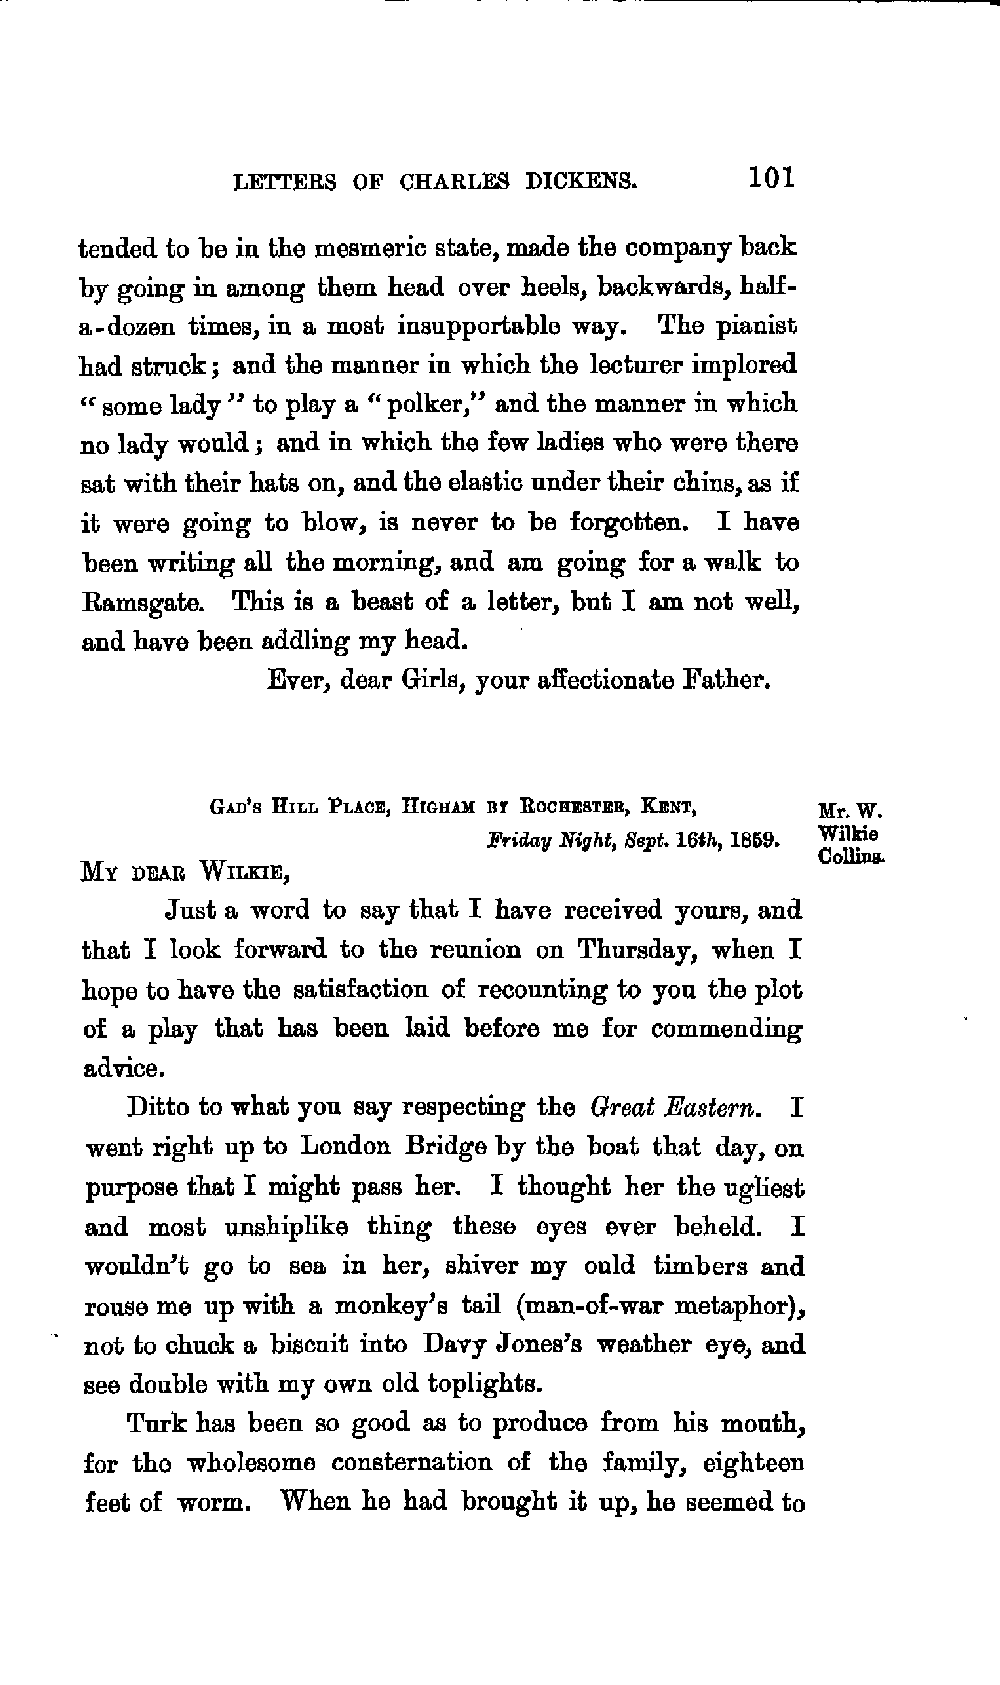 LETTERS OF CHARLES DICKENS. 101
tended to be in the mesmeric state, made the company back
by going in among them head over heels, backwards, half-
a-dozen times, in a most insupportable way. The pianist
had struck; and the manner in which the lecturer implored
“some lady” to play a “polker,” and the manner in which
no lady would; and in which the few ladies who were there
sat with their hats on, and the elastic under their chins, as if
it were going to blow, is never to be forgotten. I have
been writing all the morning, and am going for a walk to
Ramsgate. This is a beast of a letter, but I am not well,
and have been addling my head.
Ever, dear Girls, your affectionate Father.
GAD'S HILL PLACE, HIGHAM BY ROCHESTER, KENT,
Friday Night, Sept. 16th, 1859.
Mr. W.
Wilkie
Collins.
MY DEAR WILKIE,
Just a word to say that I have received yours, and
that I look forward to the reunion on Thursday, when I
hope to have the satisfaction of recounting to you the plot
of a play that has been laid before me for commending
advice.
Ditto to what you say respecting the Great Eastern. I
went right up to London Bridge by the boat that day, on
purpose that I might pass her. I thought her the ugliest
and most unshiplike thing these eyes ever beheld. I
wouldn't go to sea in her, shiver my ould timbers and
rouse me up with a monkey's tail (man-of-war metaphor),
not to chuck a biscuit into Davy Jones's weather eye, and
see double with my own old toplights.
Turk has been so good as to produce from his mouth,
for the wholesome consternation of the family, eighteen
feet of worm. When he had brought it up, he seemed to